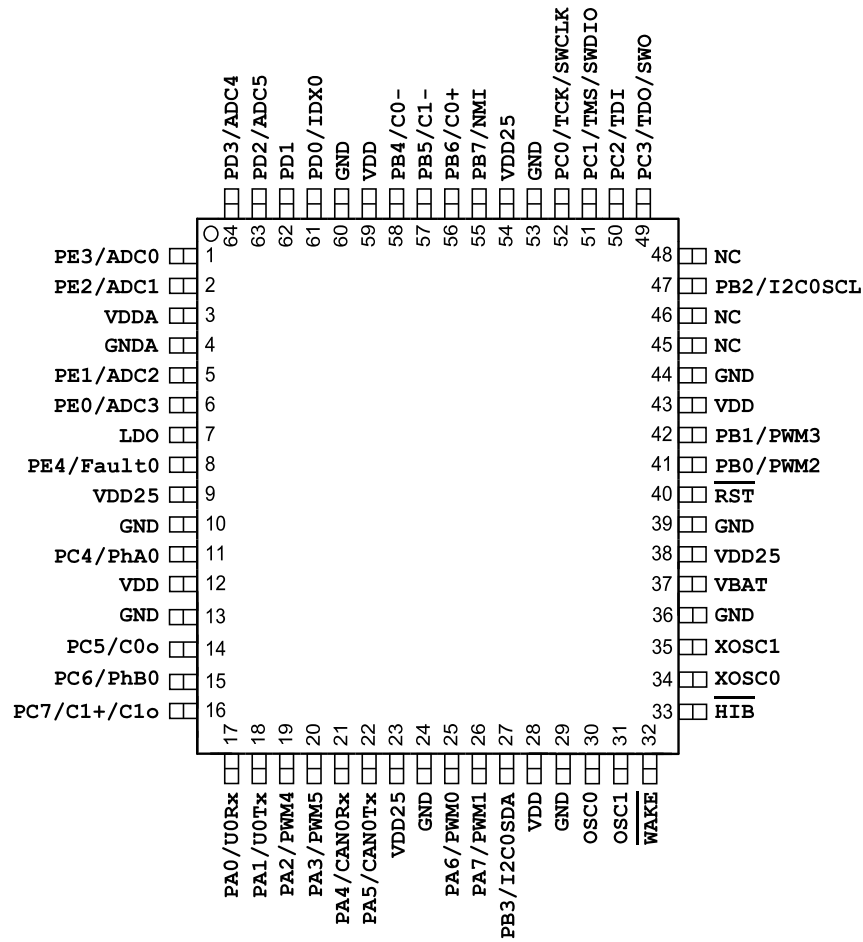 PD3/ADC4
PD2/ADC5
PD1
PD0/IDX0
GND
VDD
PB4/C0-
PB5/C1-
PB6/C0+
PB7/NMI
VDD25
GND
PC0/TCK/SWCLK
PC1/TMS/SWDIO
PC2/TDI
PC3/TDO/SWO
64
63
62
61
60
59
58
57
56
55
54
53
52
51
50
49
PE3/ADC0 1
PE2/ADC1 2
VDDA 3
GNDA 4
PE1/ADC2 5
PE0/ADC3 6
LDO 7
PE4/Fault0 8
VDD25 9
GND 10
PC4/PhA0 11
VDD 12
GND 13
PC5/C0o 14
PC6/PhB0 15
PC7/C1+/C1o 16
48 NC
47 PB2/I2C0SCL
46 NC
45 NC
44 GND
43 VDD
42 PB1/PWM3
41 PB0/PWM2
40 RST
39 GND
38 VDD25
37 VBAT
36 GND
35 XOSC1
34 XOSC0
33 HIB
17
18
19
20
21
22
23
24
25
26
27
28
29
30
31
32
PA0/U0Rx
PA1/U0Tx
PA2/PWM4
PA3/PWM5
PA4/CAN0Rx
PA5/CAN0Tx
VDD25
GND
PA6/PWM0
PA7/PWM1
PB3/I2C0SDA
VDD
GND
OSC0
OSC1
WAKE